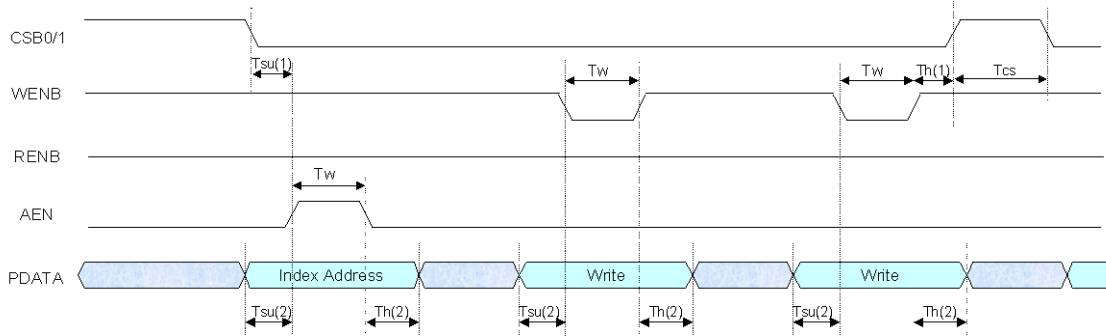 CSB0/1
Tsu(1) Tw Tw Th(1) Tcs
WENB
RENB
Tw
AEN
PDATA Index Address Write Write
Tsu(2) Th(2) Tsu(2) Th(2) Tsu(2) Th(2)